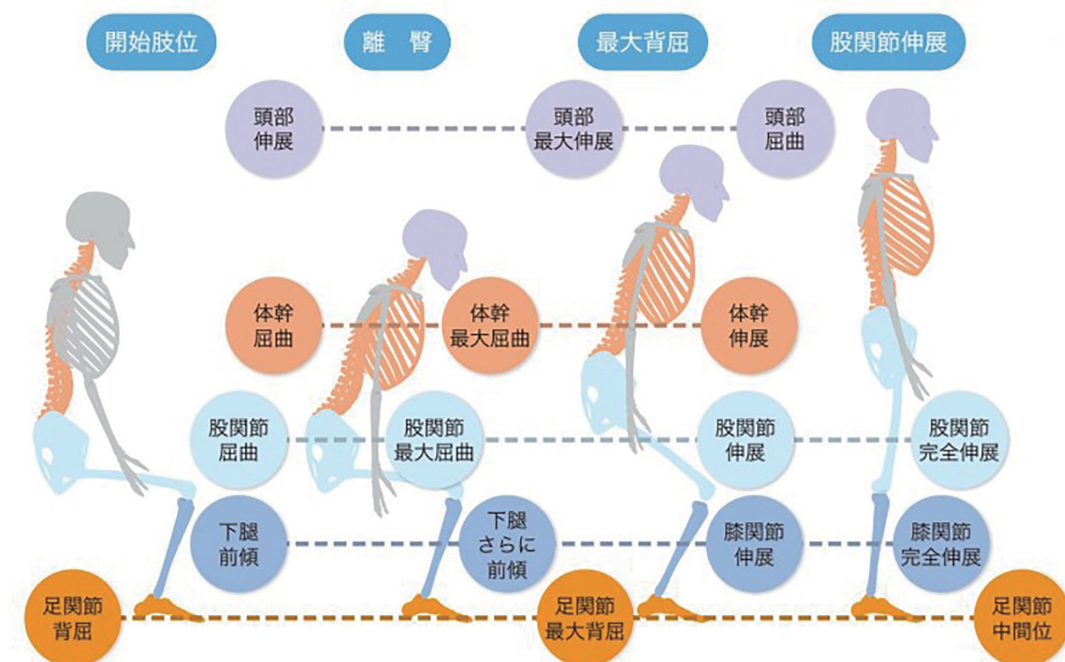 開始肢位
離 臀
最大背屈
股関節伸展
頭部
伸展
頭部
最大伸展
頭部
屈曲
体幹
屈曲
体幹
最大屈曲
体幹
伸展
股関節
屈曲
股関節
最大屈曲
股関節
伸展
股関節
完全伸展
下腿
前傾
下腿
さらに
前傾
膝関節
伸展
膝関節
完全伸展
足関節
背屈
足関節
最大背屈
足関節
中間位